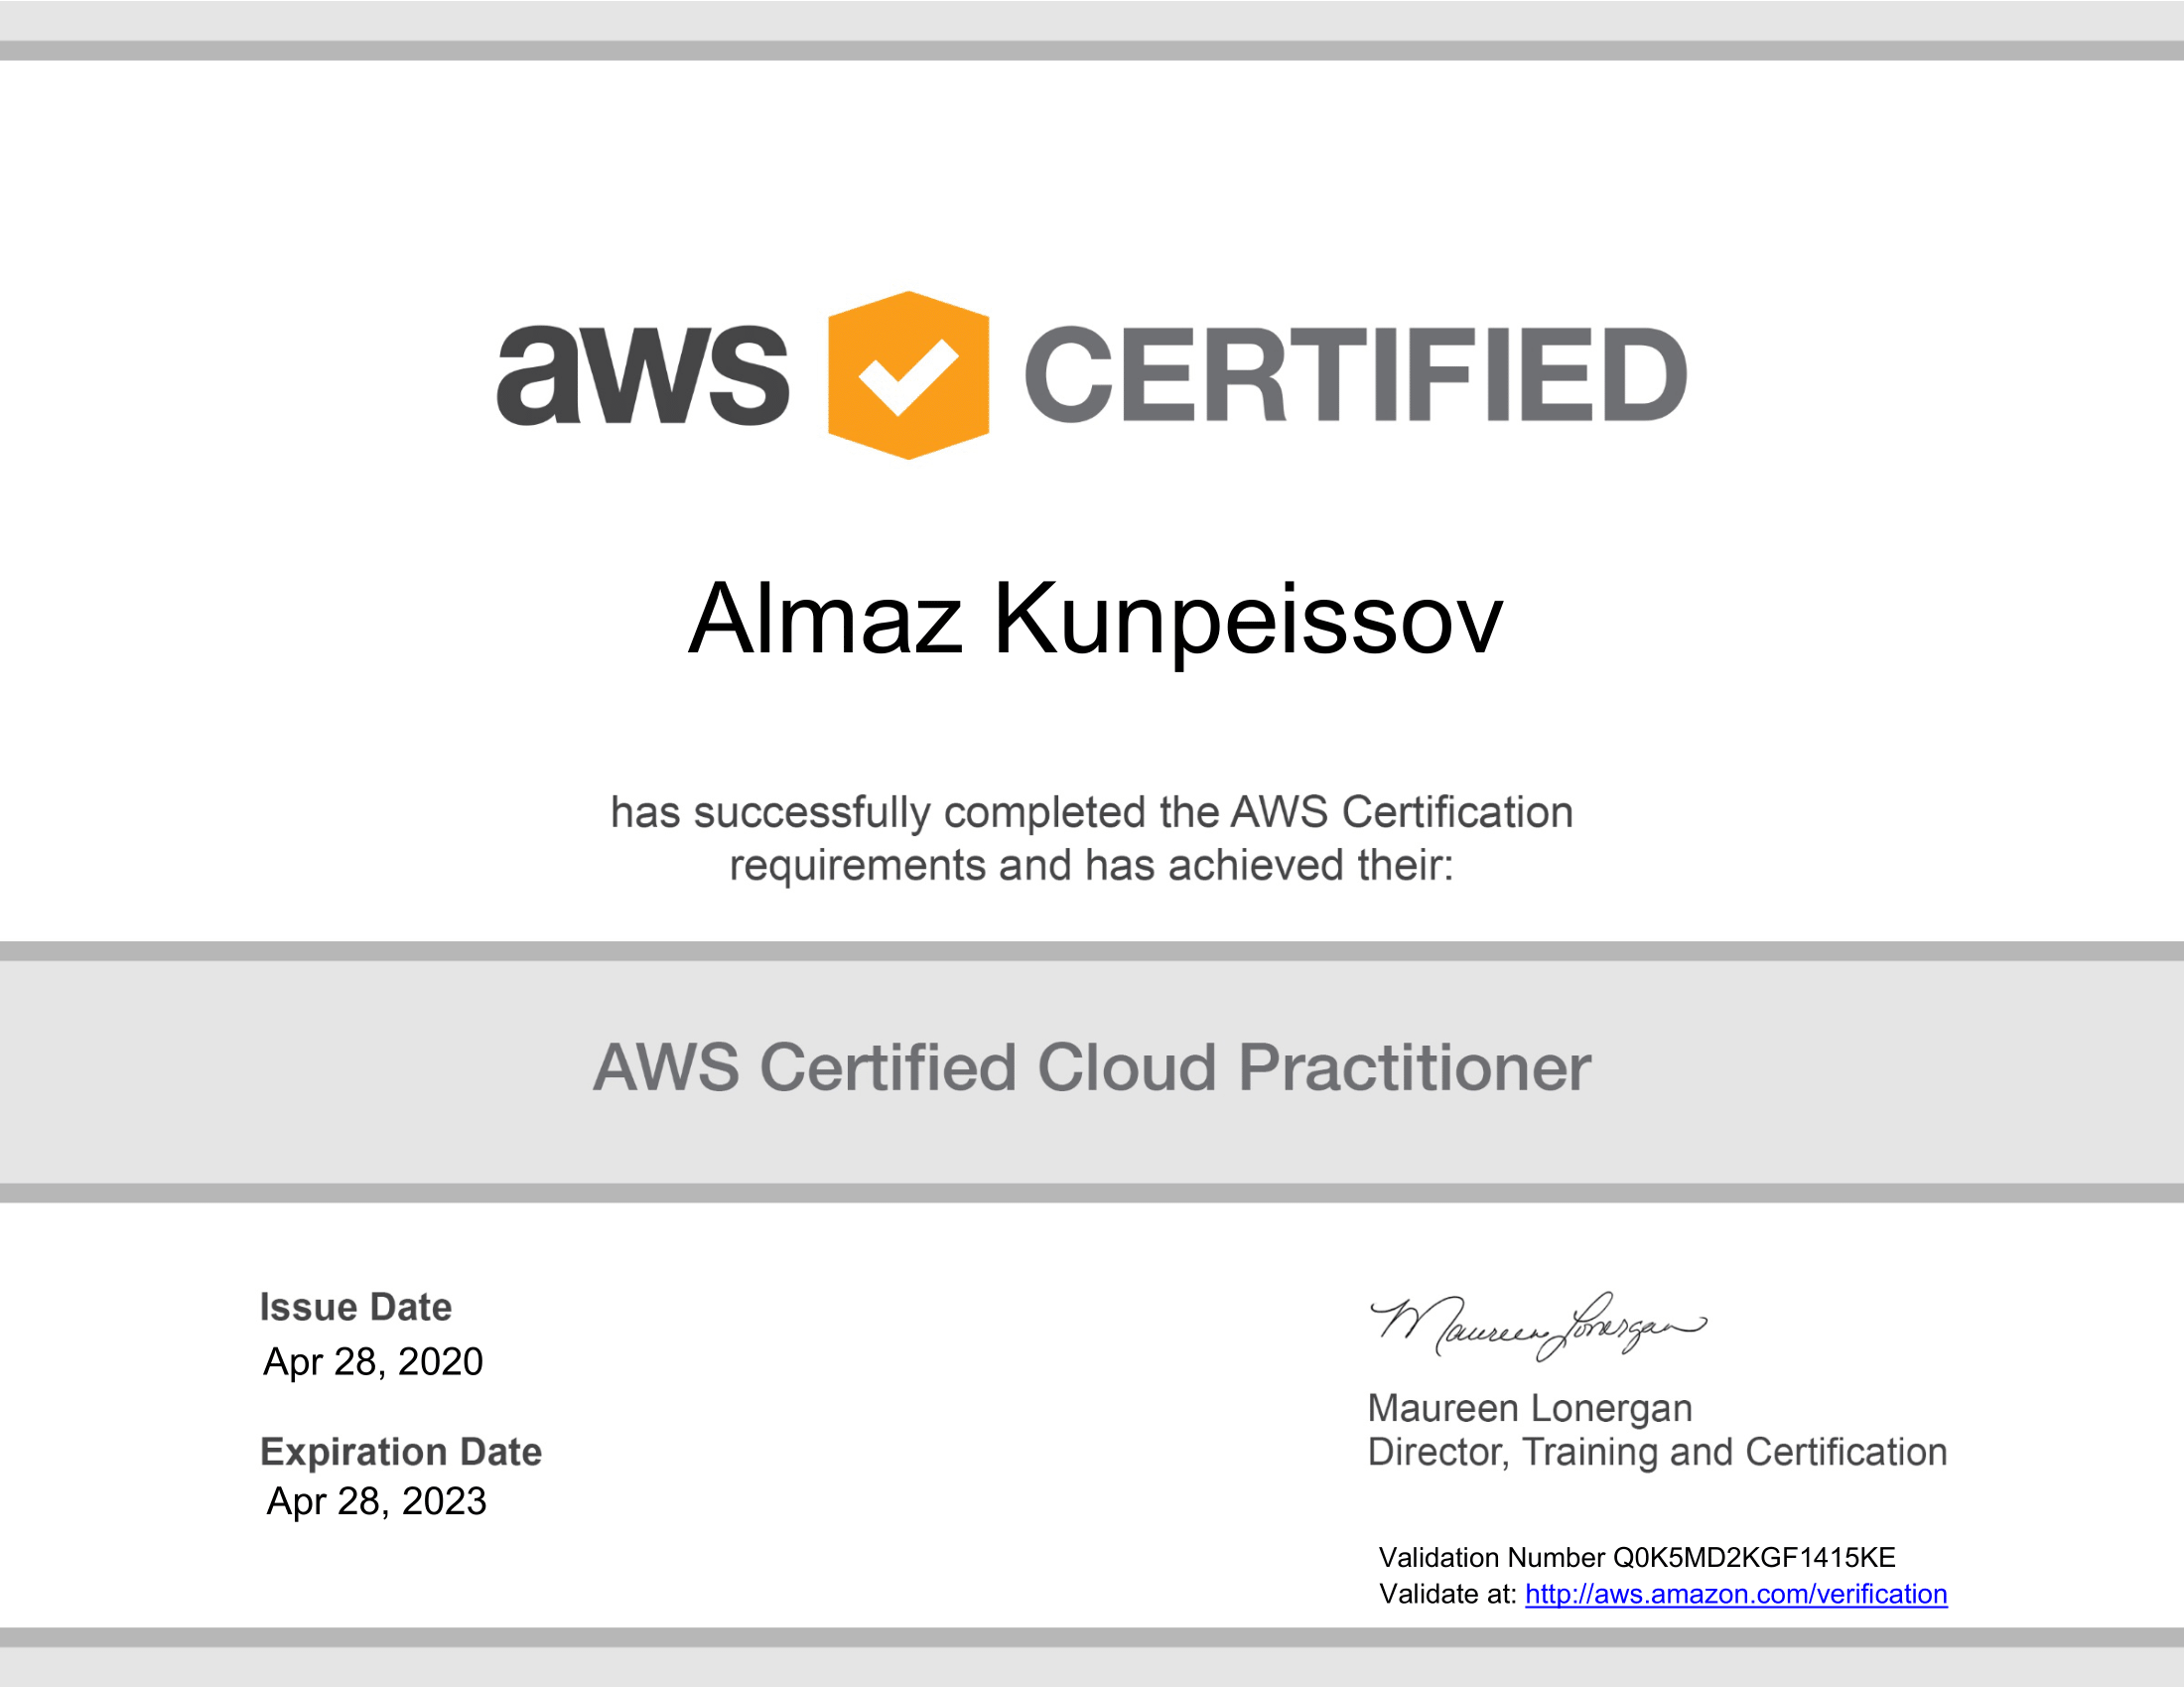 aws CERTIFIED
Almaz Kunpeissov
has successfully completed the AWS Certification
requirements and has achieved their:
AWS Certified Cloud Practitioner
Issue Date
Apr 28, 2020
Expiration Date
Apr 28, 2023
Maureen Lonergan
Maureen Lonergan
Director, Training and Certification
Validation Number Q0K5MD2KGF1415KE
Validate at: http://aws.amazon.com/verification